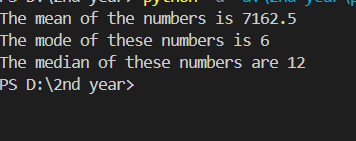 The mean of the numbers is 7162.5
The mode of these numbers is 6
The median of these numbers are 12
PS D:\2nd year>